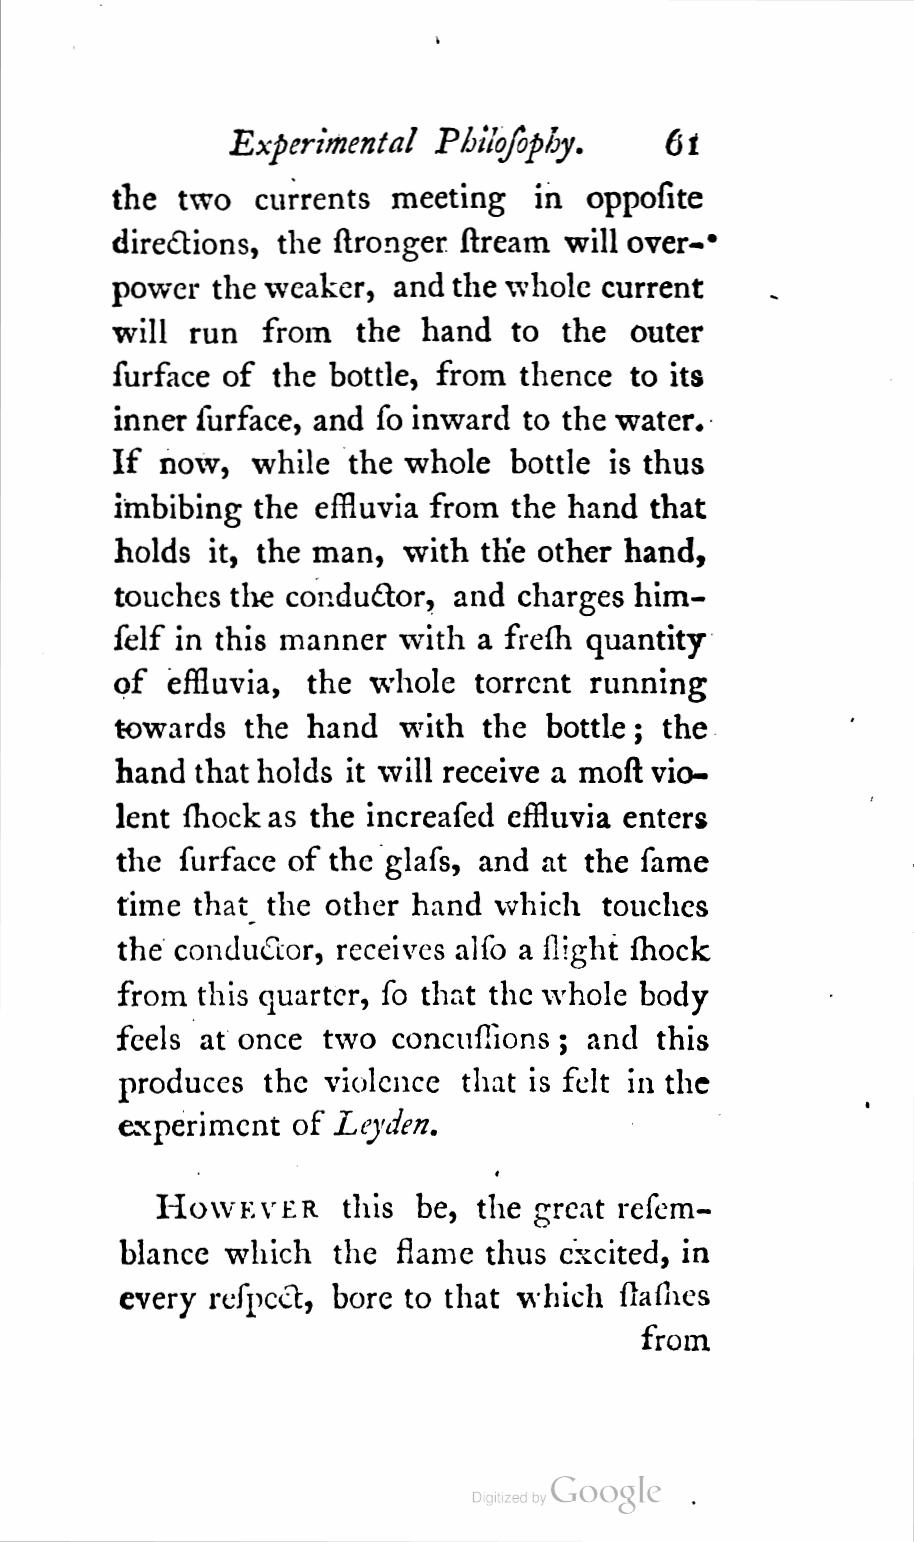 Experimental Philoſophy. 61
the two currents meeting in oppoſite
directions, the ſtronger ſtream will over-
power the weaker, and the whole current
will run from the hand to the outer
ſurface of the bottle, from thence to its
inner ſurface, and ſo inward to the water.
If now, while the whole bottle is thus
imbibing the effluvia from the hand that
holds it, the man, with the other hand,
touches the conductor, and charges him-
ſelf in this manner with a freſh quantity
of effluvia, the whole torrent running
towards the hand with the bottle; the
hand that holds it will receive a moſt vio-
lent ſhock as the increaſed effluvia enters
the ſurface of the glaſs, and at the ſame
time that the other hand which touches
the conductor, receives alſo a ſlight ſhock
from this quarter, ſo that the whole body
feels at once two concuſſions; and this
produces the violence that is felt in the
experiment of Leyden.
HOWEVER this be, the great reſem-
blance which the flame thus excited, in
every reſpect, bore to that which flaſhes
from
Digitized by Google